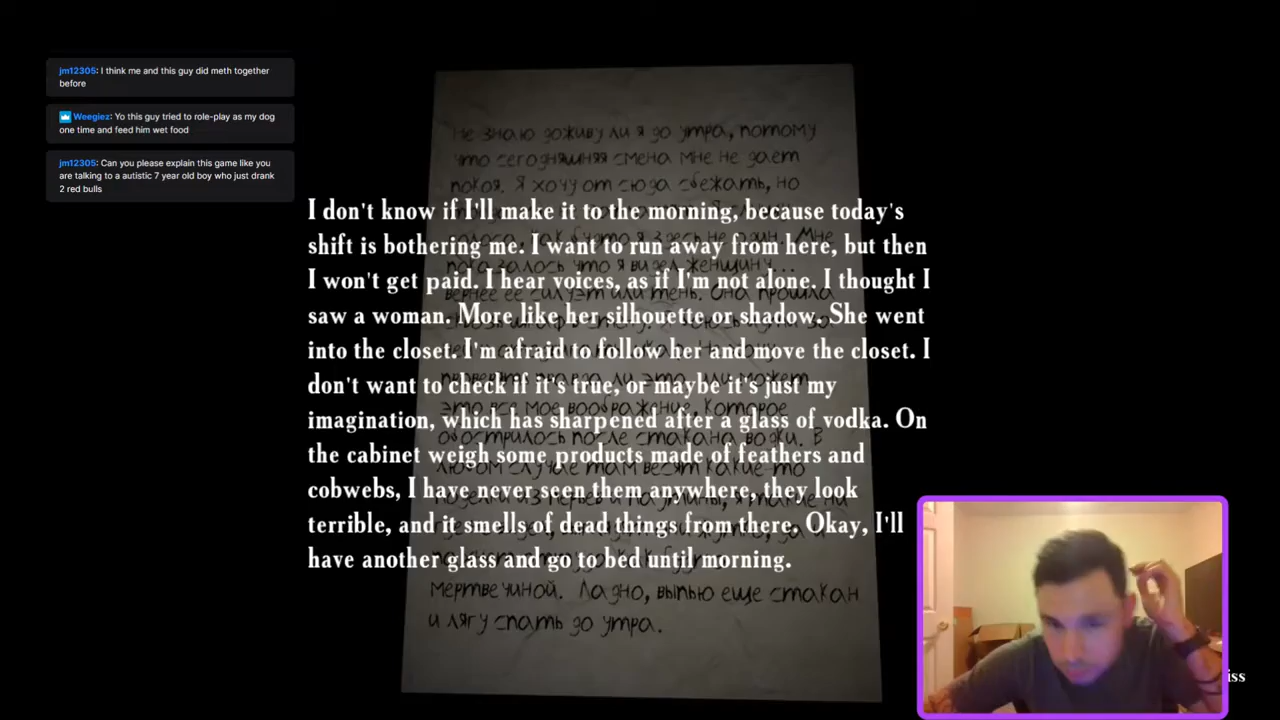 jm12305: I think me and this guy did meth together
before
Weegiez: Yo this guy tried to role-play as my dog
one time and feed him wet food
jm12305: Can you please explain this game like you
are talking to a autistic 7 year old boy who just drank
2 red bulls
Не знаю доживу ли я до утра, потому
что сегодняшняя смена мне не дает
покоя. Я хочу от сюда сбежать, но
I don't know if I'll make it to the morning, because today's
shift is bothering me. I want to run away from here, but then
I won't get paid. I hear voices, as if I'm not alone. I thought I
saw a woman. More like her silhouette or shadow. She went
into the closet. I'm afraid to follow her and move the closet. I
don't want to check if it's true, or maybe it's just my
imagination, which has sharpened after a glass of vodka. On
the cabinet weigh some products made of feathers and
cobwebs, I have never seen them anywhere, they look
terrible, and it smells of dead things from there. Okay, I'll
have another glass and go to bed until morning.
мертвечиной. Ладно, выпью еще стакан
и лягу спать до утра.
iss